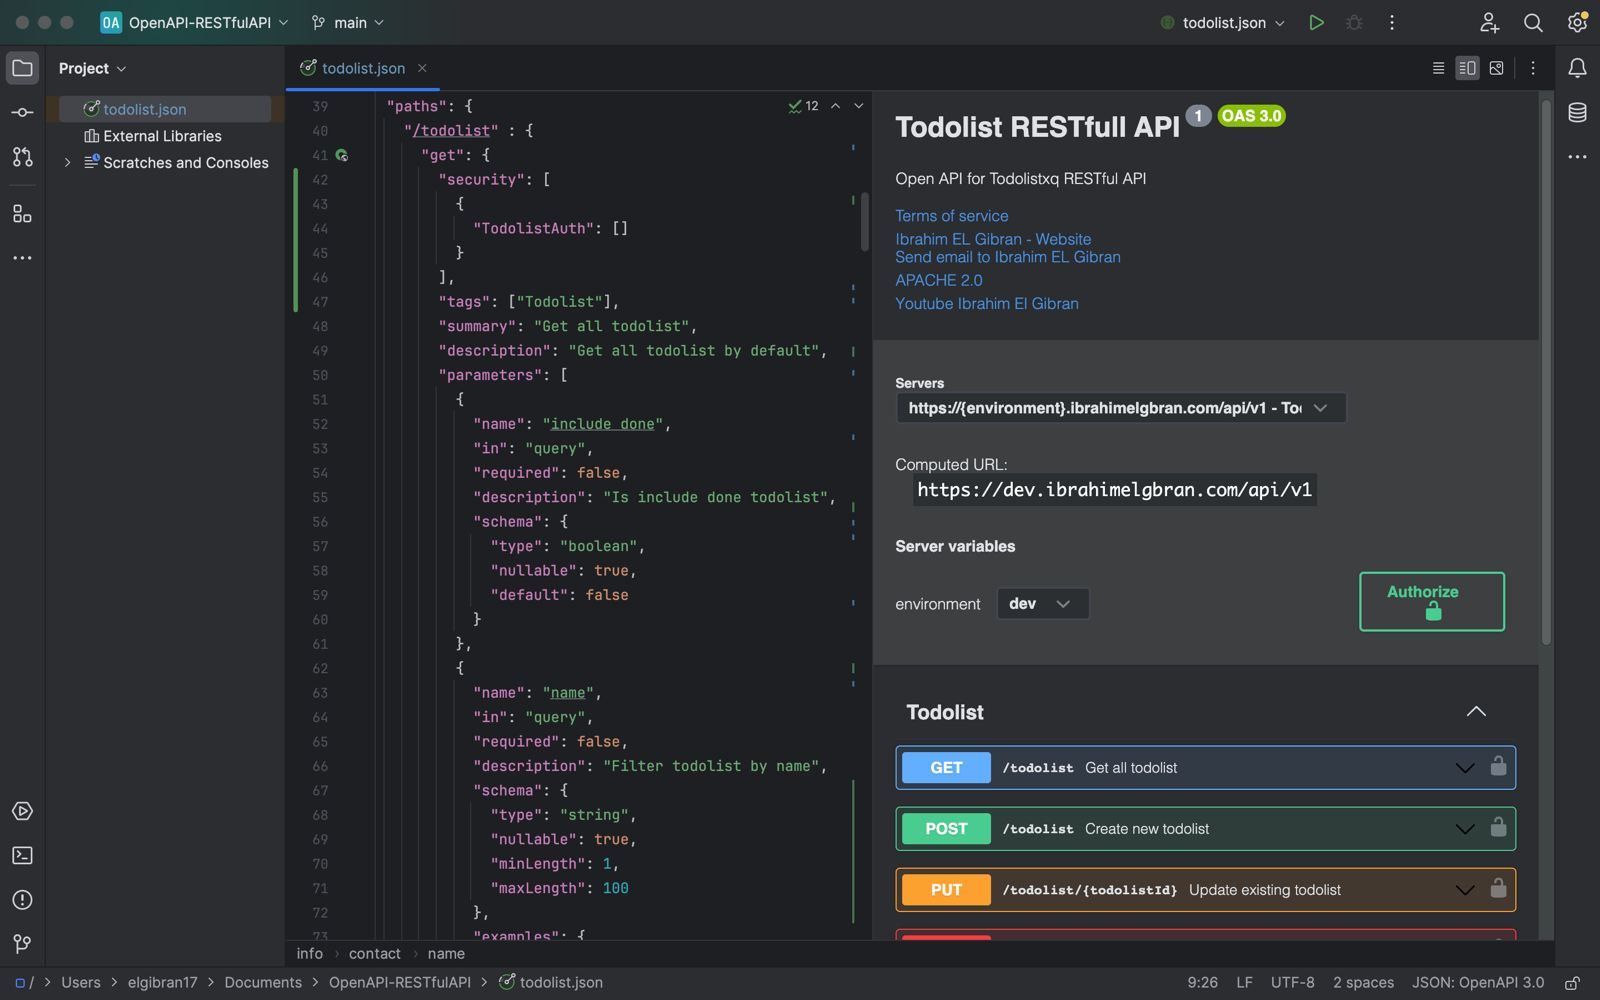 OA OpenAPI-RESTfulAPI main todolist.json
Project
todolist.json
External Libraries
Scratches and Consoles
todolist.json
12
39 "paths": {
40 "/todolist" : {
41 "get": {
42 "security": [
43 {
44 "TodolistAuth": []
45 }
46 ],
47 "tags": ["Todolist"],
48 "summary": "Get all todolist",
49 "description": "Get all todolist by default",
50 "parameters": [
51 {
52 "name": "include_done",
53 "in": "query",
54 "required": false,
55 "description": "Is include done todolist",
56 "schema": {
57 "type": "boolean",
58 "nullable": true,
59 "default": false
60 }
61 },
62 {
63 "name": "name",
64 "in": "query",
65 "required": false,
66 "description": "Filter todolist by name",
67 "schema": {
68 "type": "string",
69 "nullable": true,
70 "minLength": 1,
71 "maxLength": 100
72 },
73 "examples": {
info › contact › name
Todolist RESTfull API 1 OAS 3.0
Open API for Todolistxq RESTful API
Terms of service
Ibrahim EL Gibran - Website
Send email to Ibrahim EL Gibran
APACHE 2.0
Youtube Ibrahim El Gibran
Servers
https://{environment}.ibrahimelgbran.com/api/v1 - To
Computed URL:
https://dev.ibrahimelgbran.com/api/v1
Server variables
environment dev
Authorize
Todolist
GET /todolist Get all todolist
POST /todolist Create new todolist
PUT /todolist/{todolistId} Update existing todolist
/ › Users › elgibran17 › Documents › OpenAPI-RESTfulAPI › todolist.json
9:26 LF UTF-8 2 spaces JSON: OpenAPI 3.0